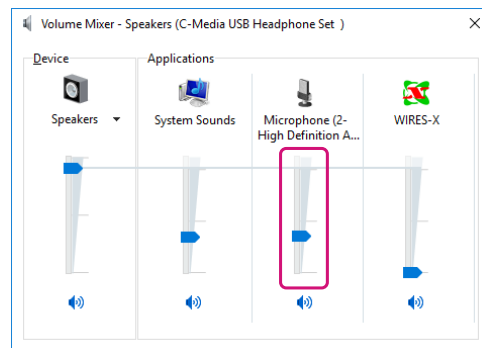 Volume Mixer - Speakers (C-Media USB Headphone Set )
Device
Applications
Speakers
System Sounds
Microphone (2-
High Definition A...
WIRES-X